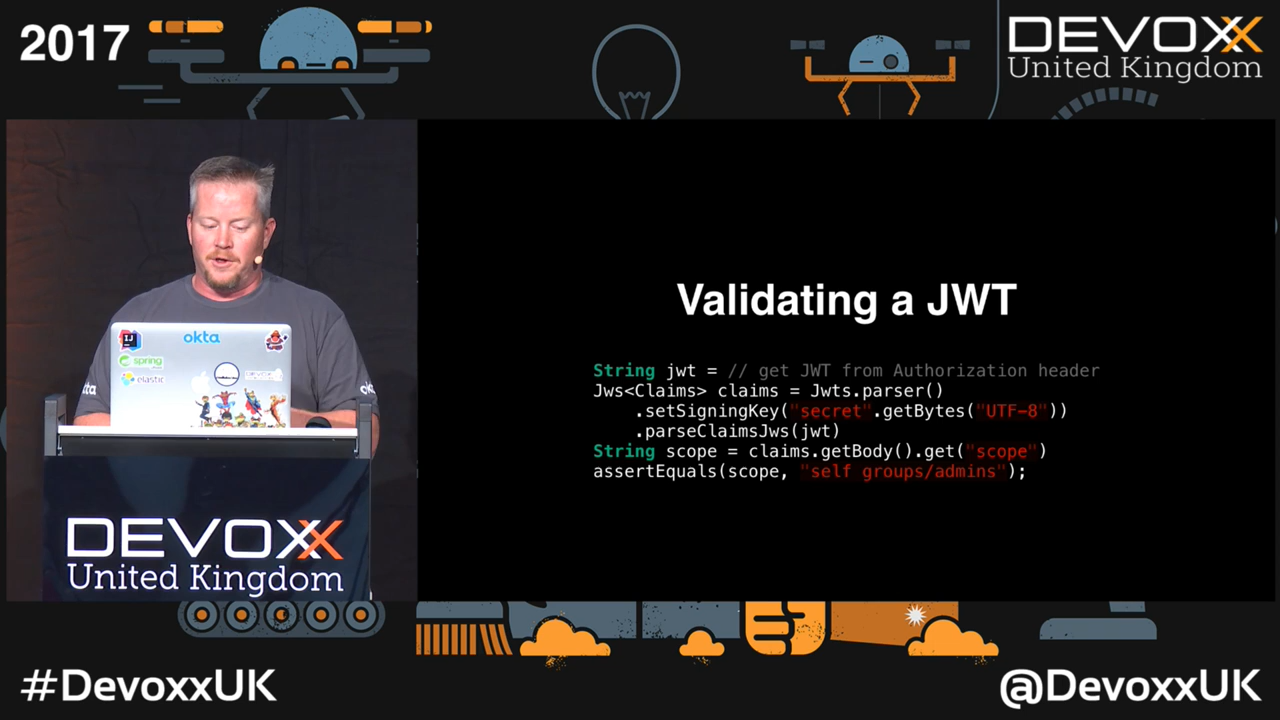 2017
DEVOXX
United Kingdom
Validating a JWT
String jwt = // get JWT from Authorization header
Jws<Claims> claims = Jwts.parser()
.setSigningKey("secret".getBytes("UTF-8"))
.parseClaimsJws(jwt)
String scope = claims.getBody().get("scope")
assertEquals(scope, "self groups/admins");
IJ
okta
spring
elastic
DEVOXX
United Kingdom
#DevoxxUK
@DevoxxUK